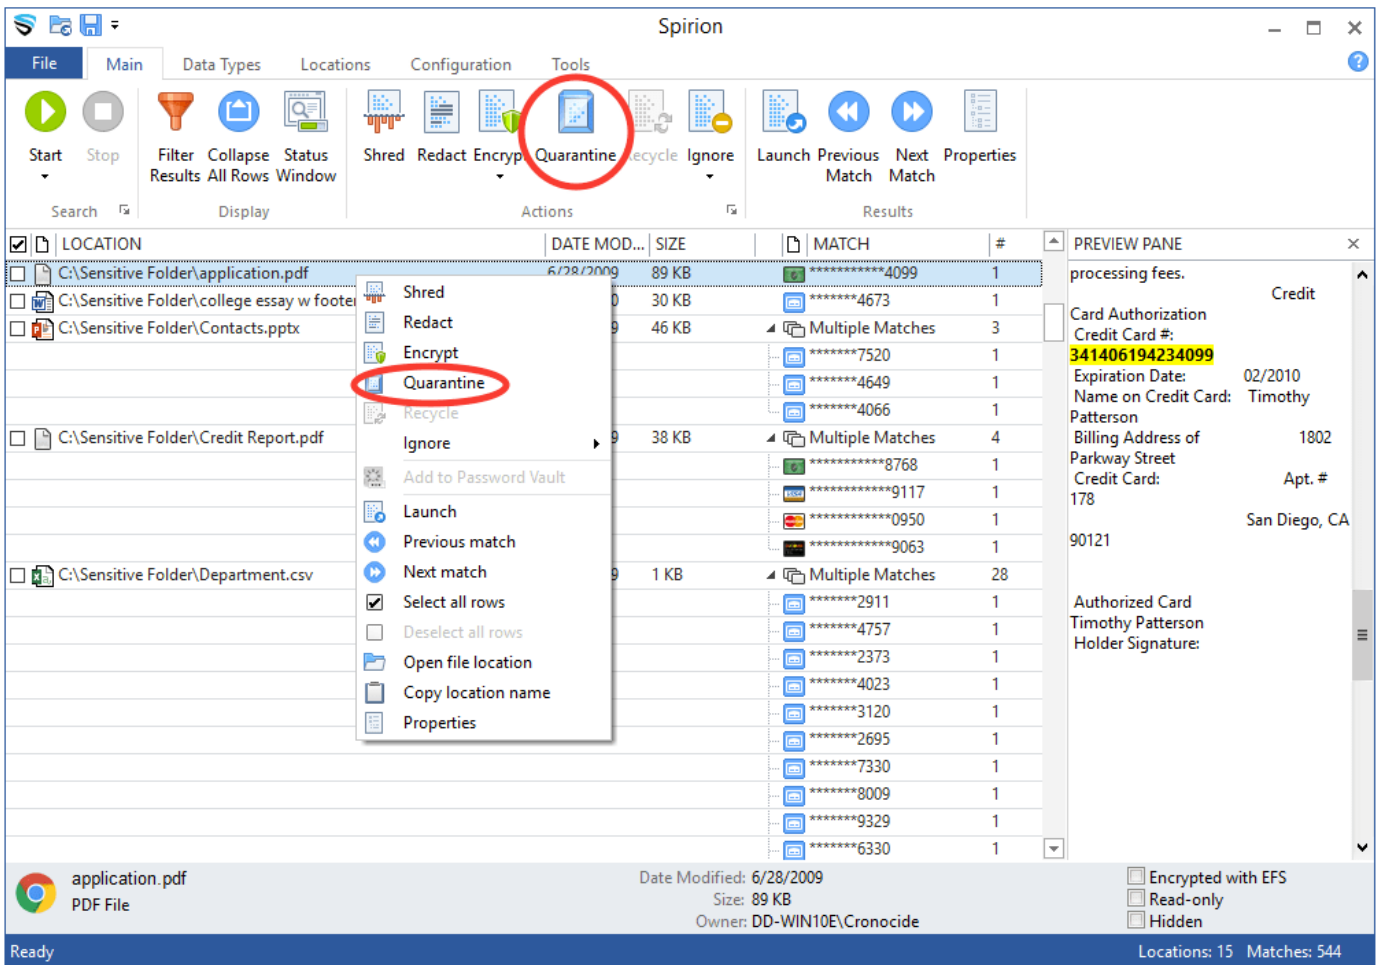 Spirion
File Main Data Types Locations Configuration Tools
Start Stop Filter Results Collapse All Rows Status Window Shred Redact Encrypt Quarantine Recycle Ignore Launch Previous Match Next Match Properties
Search Display Actions Results
LOCATION DATE MOD... SIZE MATCH # PREVIEW PANE
C:\Sensitive Folder\application.pdf 6/28/2009 89 KB ***********4099 1
C:\Sensitive Folder\college essay w footer 0 30 KB *******4673 1
C:\Sensitive Folder\Contacts.pptx 9 46 KB Multiple Matches 3
*******7520 1
*******4649 1
*******4066 1
C:\Sensitive Folder\Credit Report.pdf 9 38 KB Multiple Matches 4
***********8768 1
************9117 1
************0950 1
************9063 1
C:\Sensitive Folder\Department.csv 9 1 KB Multiple Matches 28
*******2911 1
*******4757 1
*******2373 1
*******4023 1
*******3120 1
*******2695 1
*******7330 1
*******8009 1
*******9329 1
*******6330 1
Shred
Redact
Encrypt
Quarantine
Recycle
Ignore
Add to Password Vault
Launch
Previous match
Next match
Select all rows
Deselect all rows
Open file location
Copy location name
Properties
processing fees.
Credit
Card Authorization
Credit Card #:
341406194234099
Expiration Date: 02/2010
Name on Credit Card: Timothy
Patterson
Billing Address of 1802
Parkway Street
Credit Card: Apt. #
178
San Diego, CA
90121
Authorized Card
Timothy Patterson
Holder Signature:
application.pdf
PDF File
Date Modified: 6/28/2009
Size: 89 KB
Owner: DD-WIN10E\Cronocide
Encrypted with EFS
Read-only
Hidden
Ready Locations: 15 Matches: 544